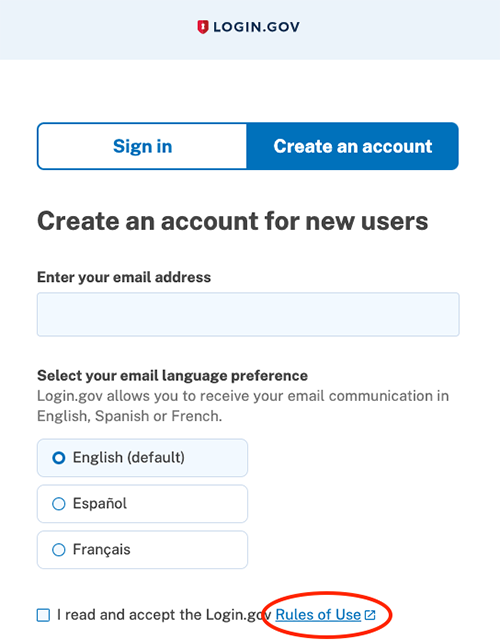 LOGIN.GOV
Sign in
Create an account
Create an account for new users
Enter your email address
Select your email language preference
Login.gov allows you to receive your email communication in
English, Spanish or French.
English (default)
Español
Français
I read and accept the Login.gov Rules of Use